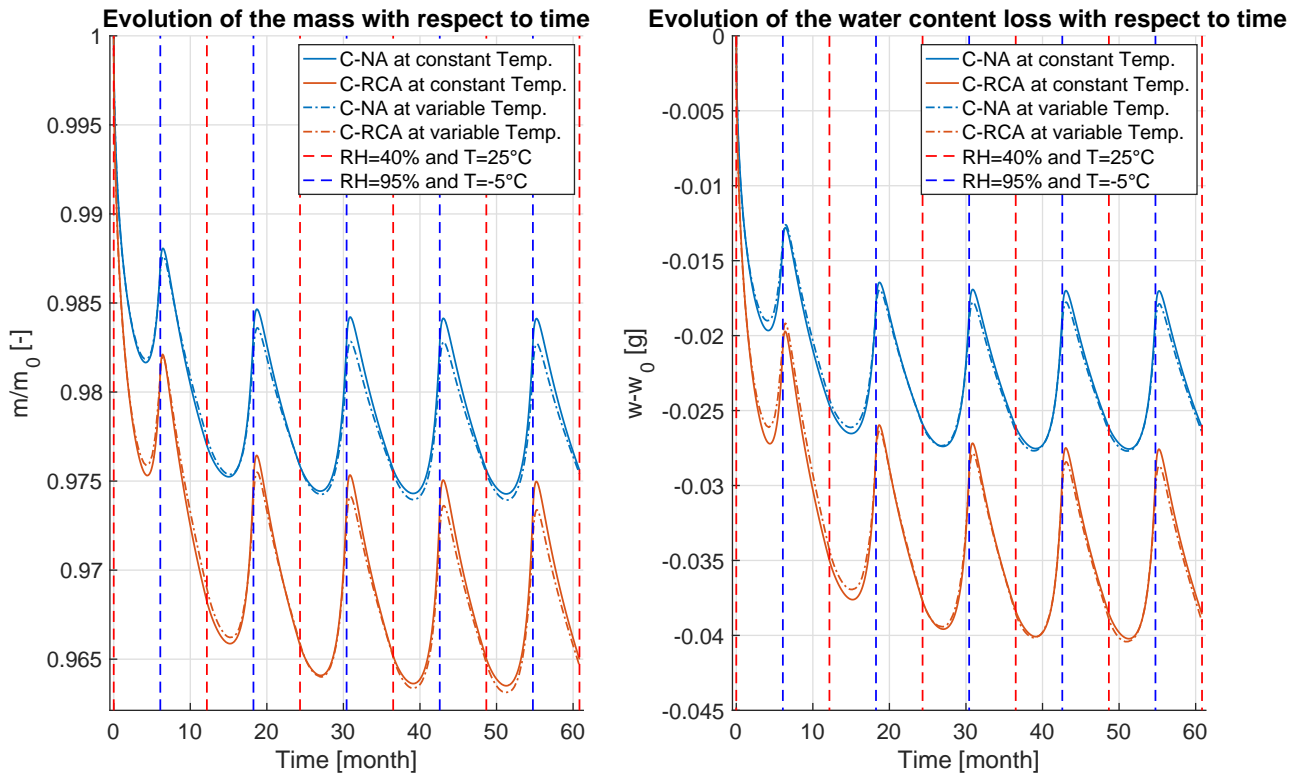 Evolution of the mass with respect to time
1
0.995
0.99
0.985
0.98
0.975
0.97
0.965
m/m0 [-]
C-NA at constant Temp.
C-RCA at constant Temp.
C-NA at variable Temp.
C-RCA at variable Temp.
RH=40% and T=25°C
RH=95% and T=-5°C
0 10 20 30 40 50 60
Time [month]
Evolution of the water content loss with respect to time
0
-0.005
-0.01
-0.015
-0.02
-0.025
-0.03
-0.035
-0.04
-0.045
w-w0 [g]
C-NA at constant Temp.
C-RCA at constant Temp.
C-NA at variable Temp.
C-RCA at variable Temp.
RH=40% and T=25°C
RH=95% and T=-5°C
0 10 20 30 40 50 60
Time [month]